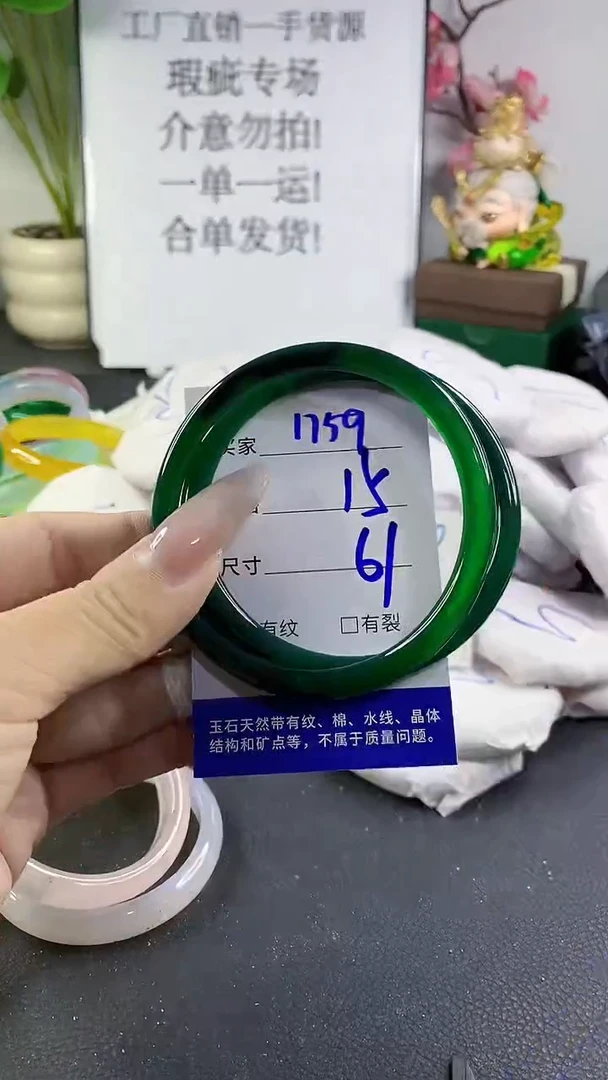 工厂直销一手货源
瑕疵专场
介意勿拍!
一单一运!
合单发货!
买家 1759
15
尺寸 61
有纹 □有裂
玉石天然带有纹、棉、水线、晶体
结构和矿点等，不属于质量问题。